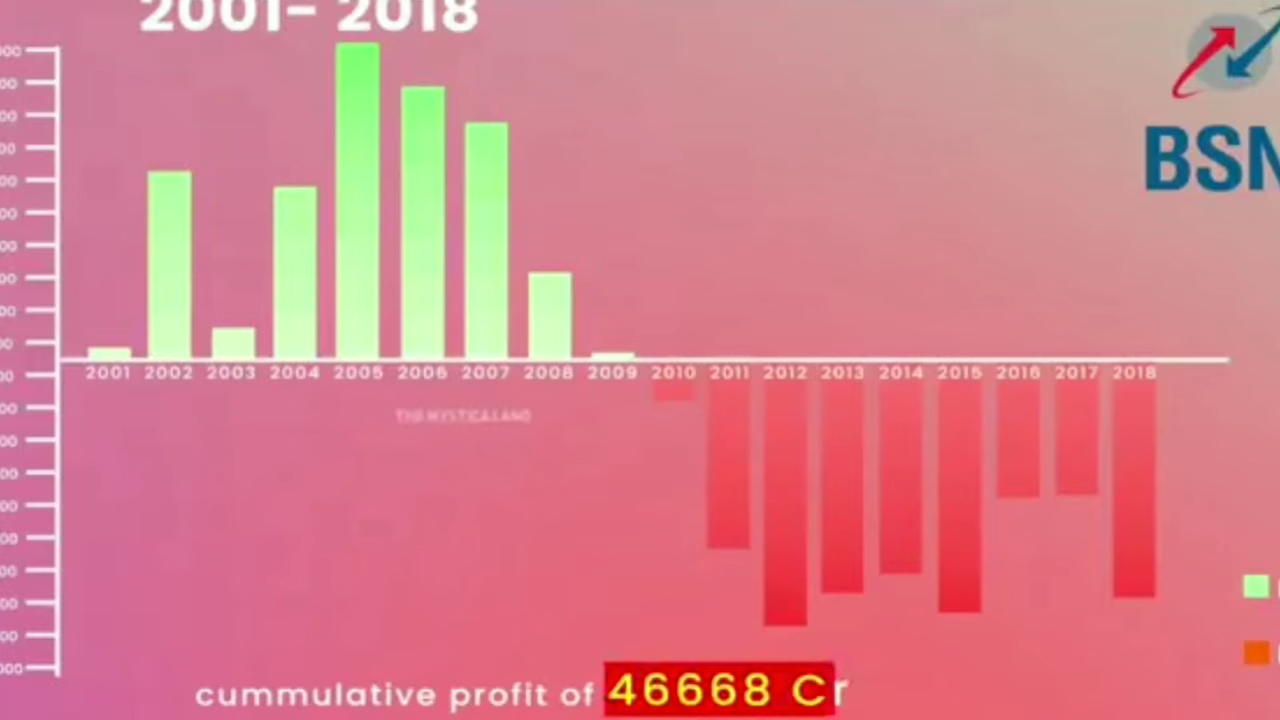 2001- 2018
BSN
2001 2002 2003 2004 2005 2006 2007 2008 2009 2010 2011 2012 2013 2014 2015 2016 2017 2018
cummulative profit of 46668 Cr